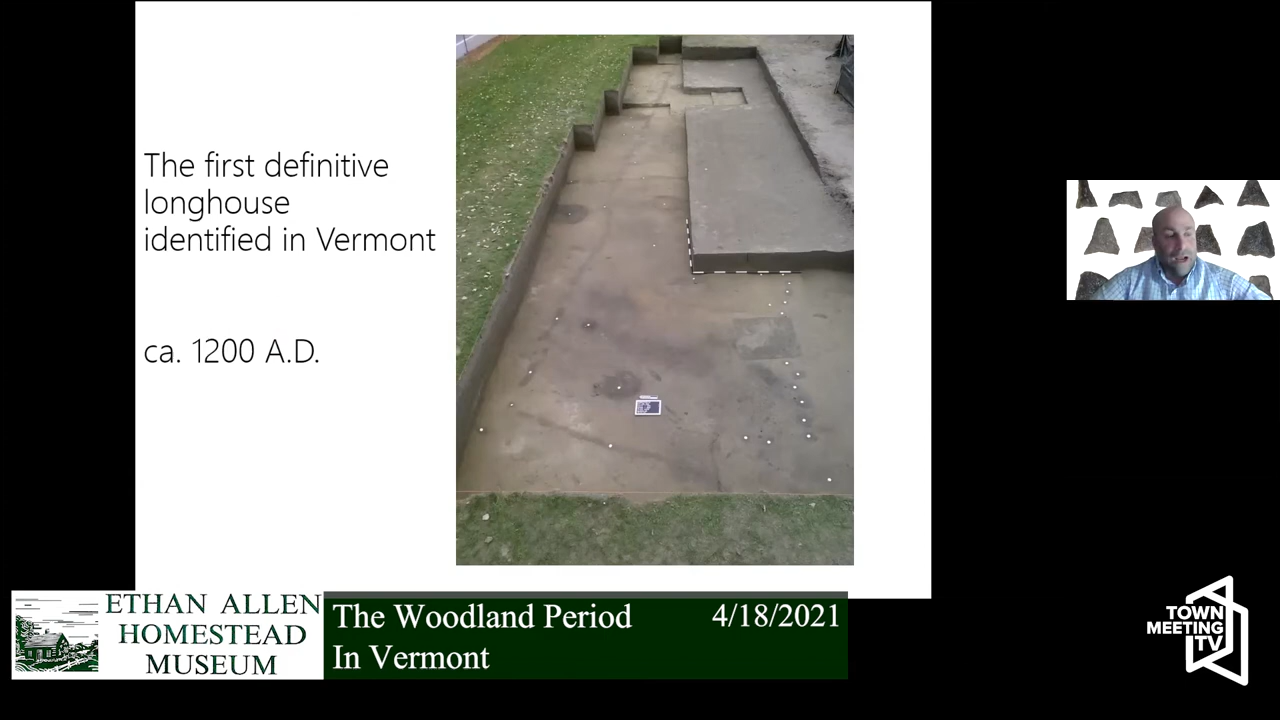 The first definitive
longhouse
identified in Vermont
ca. 1200 A.D.
ETHAN ALLEN
HOMESTEAD
MUSEUM
The Woodland Period
In Vermont
4/18/2021
TOWN
MEETING
TV